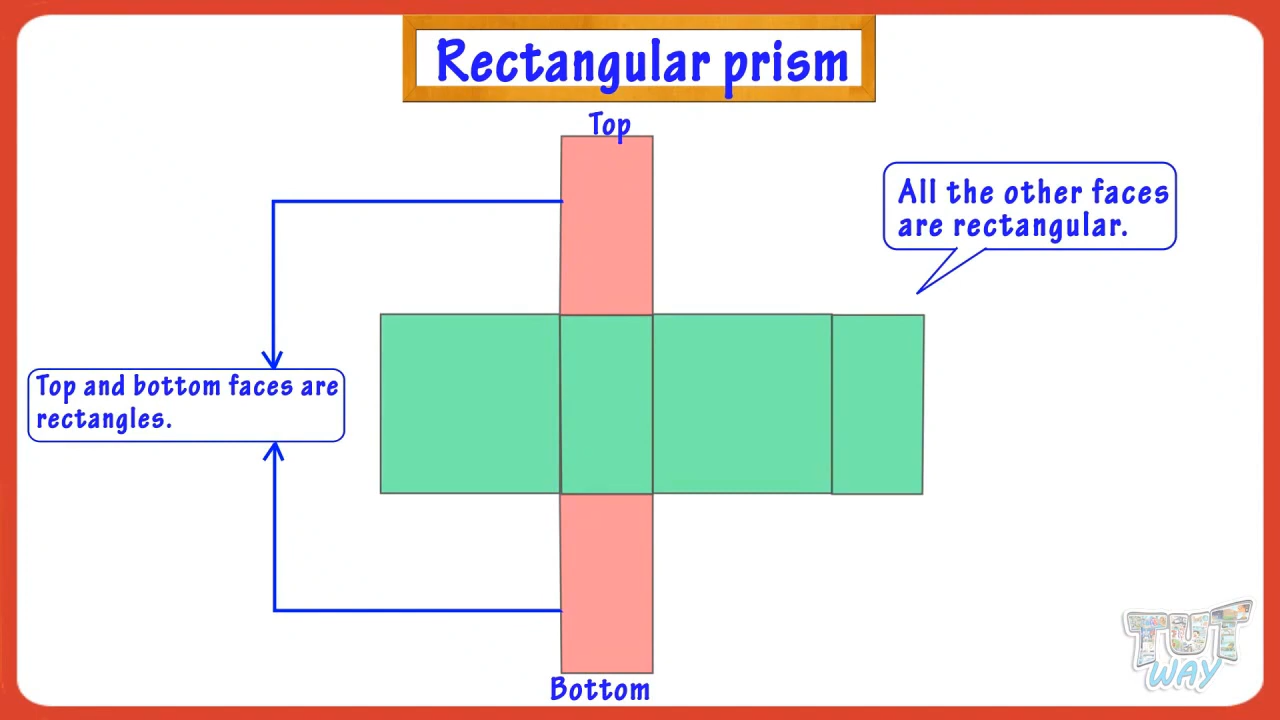 Rectangular prism
Top
All the other faces
are rectangular.
Top and bottom faces are
rectangles.
Bottom
TUT
WAY